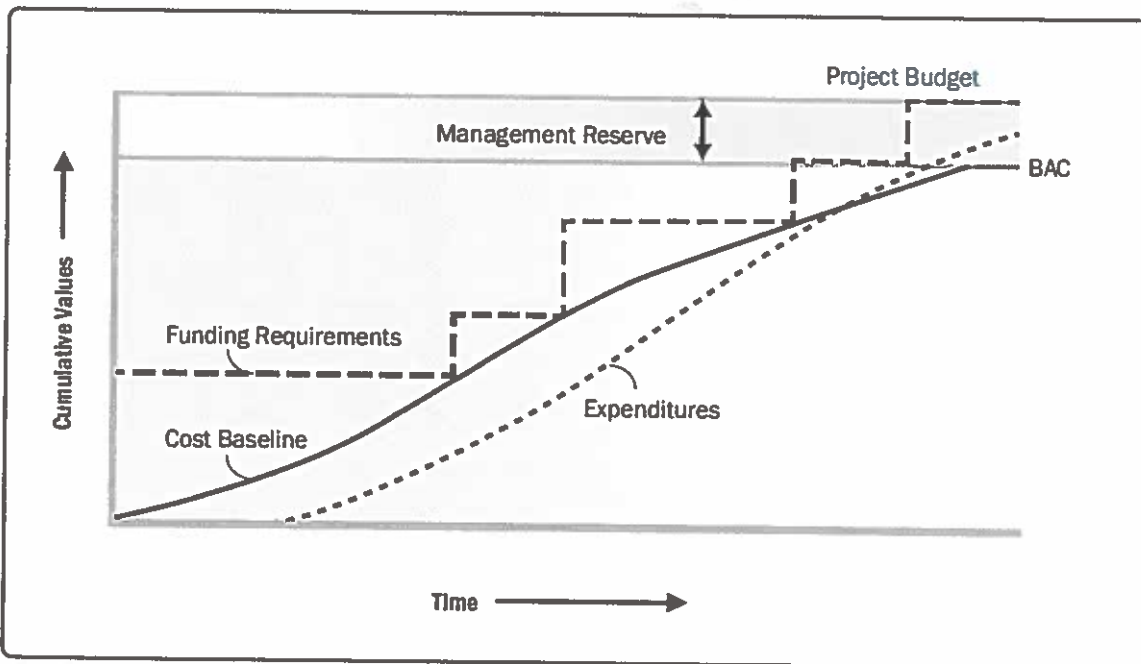 Project Budget
Management Reserve
BAC
Funding Requirements
Expenditures
Cost Baseline
Cumulative Values
Time